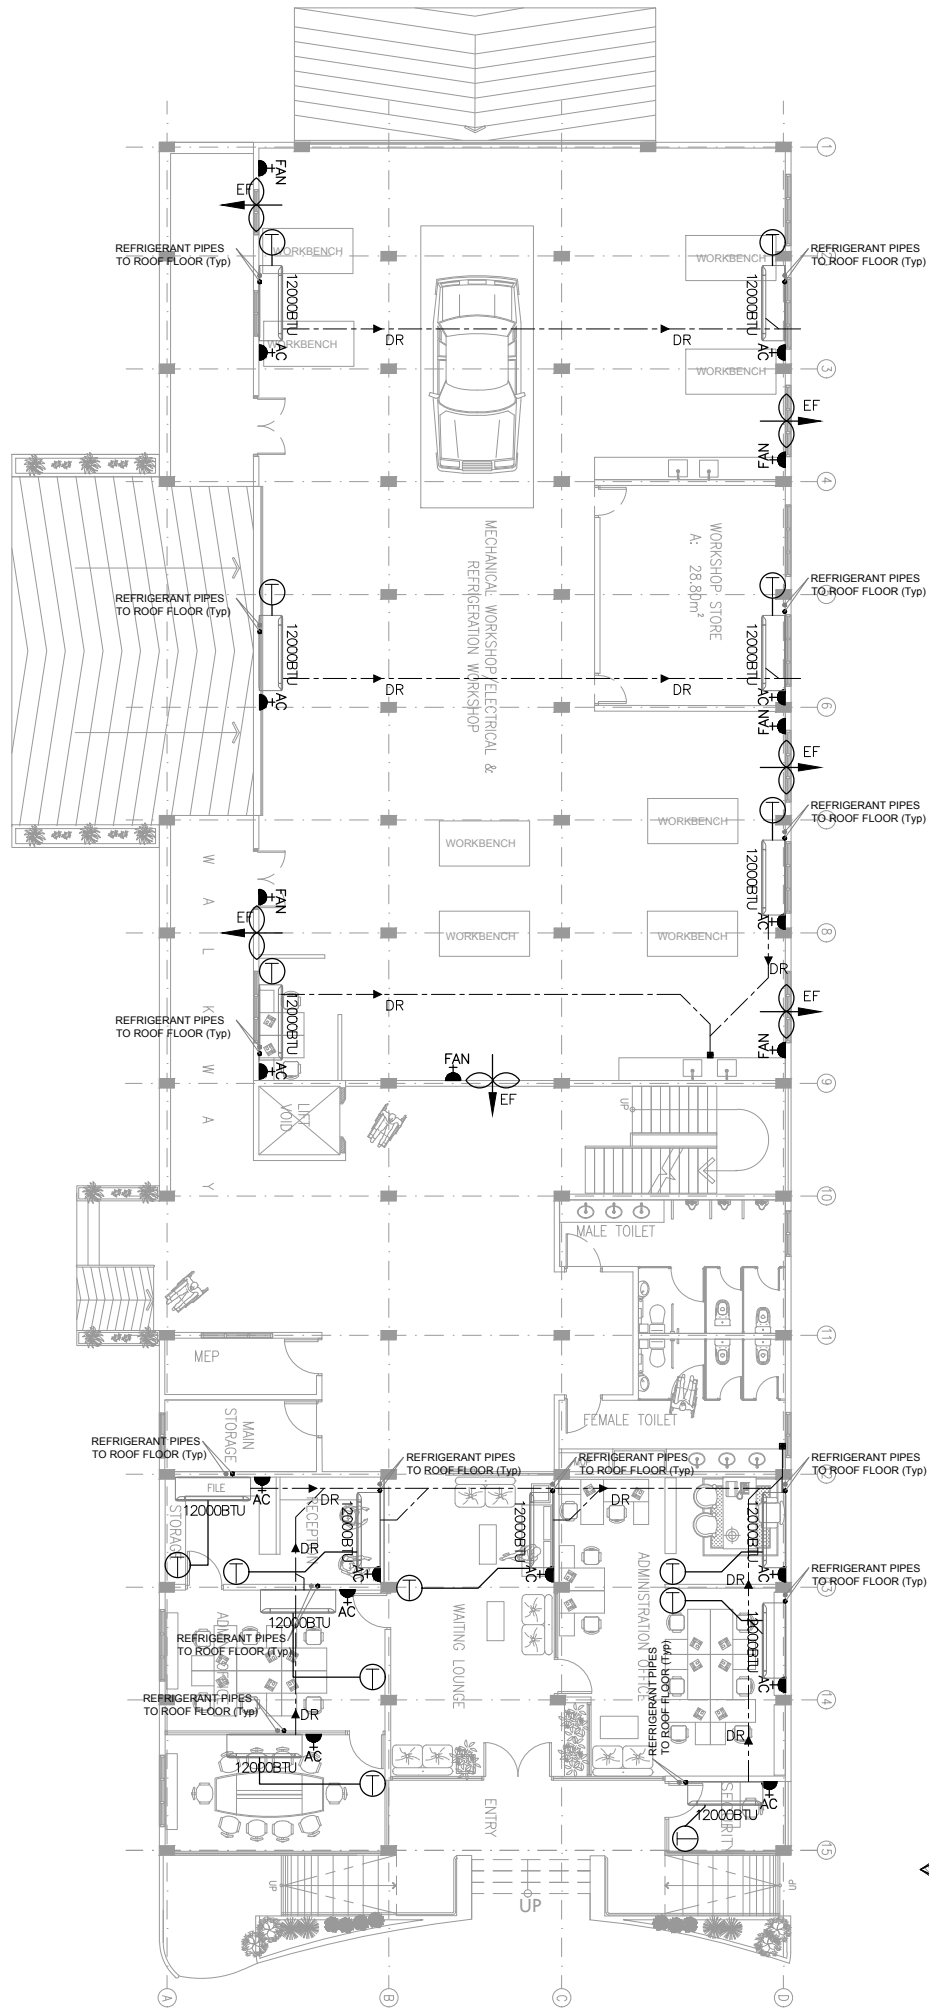 1
FAN
EF
REFRIGERANT PIPES
TO ROOF FLOOR (Typ)
T
WORKBENCH
12000BTU
AC
WORKBENCH
DR
DR
WORKBENCH
T
12000BTU
AC
REFRIGERANT PIPES
TO ROOF FLOOR (Typ)
2
WORKBENCH
3
EF
FAN
4
MECHANICAL WORKSHOP/ELECTRICAL &
REFRIGERATION WORKSHOP
WORKSHOP STORE
A: 28.80m²
REFRIGERANT PIPES
TO ROOF FLOOR (Typ)
T
12000BTU
AC
DR
DR
T
12000BTU
AC
REFRIGERANT PIPES
TO ROOF FLOOR (Typ)
6
FAN
EF
T
REFRIGERANT PIPES
TO ROOF FLOOR (Typ)
WORKBENCH
WORKBENCH
12000BTU
AC
WALKWAY
FAN
EF
WORKBENCH
WORKBENCH
8
DR
T
12000BTU
DR
EF
FAN
REFRIGERANT PIPES
TO ROOF FLOOR (Typ)
AC
FAN
EF
9
LIFT
VOID
UP
10
MALE TOILET
11
MEP
MAIN
STORAGE
FEMALE TOILET
REFRIGERANT PIPES
TO ROOF FLOOR (Typ)
REFRIGERANT PIPES
TO ROOF FLOOR (Typ)
REFRIGERANT PIPES
TO ROOF FLOOR (Typ)
REFRIGERANT PIPES
TO ROOF FLOOR (Typ)
FILE
12000BTU
AC
DR
DR
STORAGE
RECEPTION
12000BTU
AC
12000BTU
AC
DR
T
T
T
T
AC
13
REFRIGERANT PIPES
TO ROOF FLOOR (Typ)
12000BTU
AC
WAITING LOUNGE
ADMINISTRATION OFFICE
T
DR
12000BTU
AC
REFRIGERANT PIPES
TO ROOF FLOOR (Typ)
T
REFRIGERANT PIPES
TO ROOF FLOOR (Typ)
REFRIGERANT PIPES
TO ROOF FLOOR (Typ)
14
DR
DR
AC
12000BTU
T
ENTRY
AC
12000BTU
SECURITY
T
15
UP
UP
UP
A
B
C
D